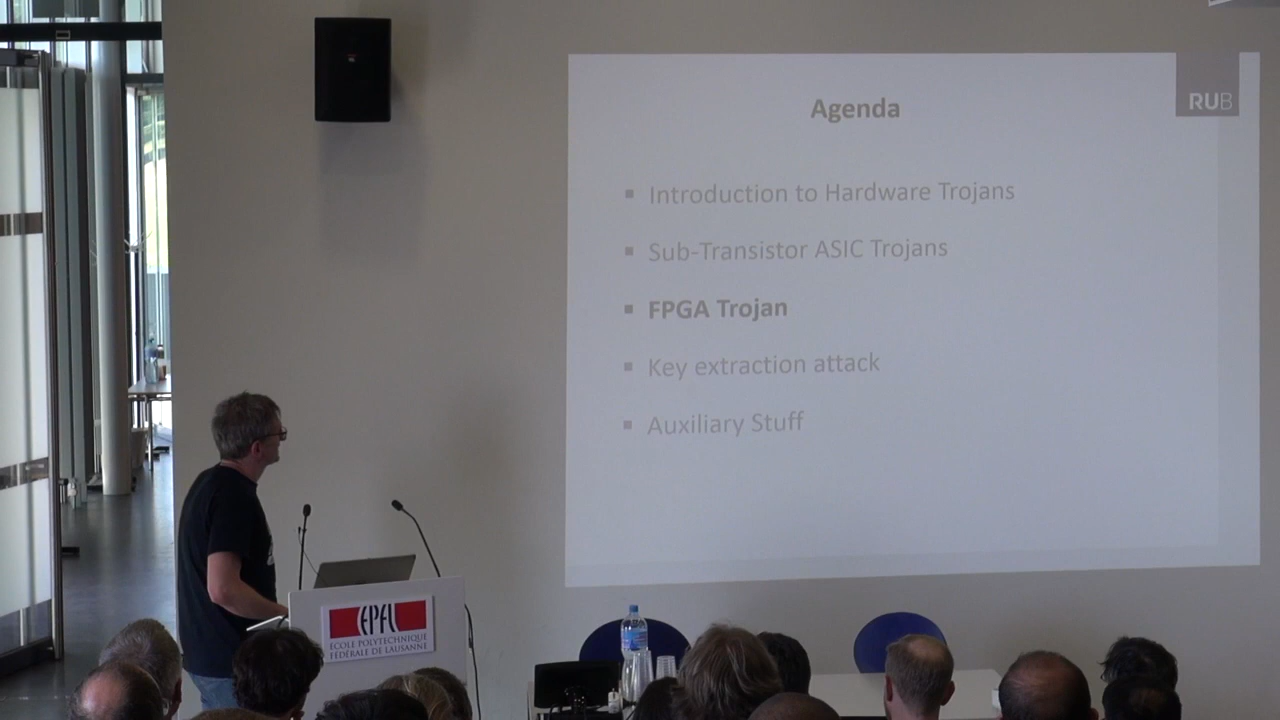 RUB
Agenda
Introduction to Hardware Trojans
Sub-Transistor ASIC Trojans
FPGA Trojan
Key extraction attack
Auxiliary Stuff
EPFL
ÉCOLE POLYTECHNIQUE
FÉDÉRALE DE LAUSANNE